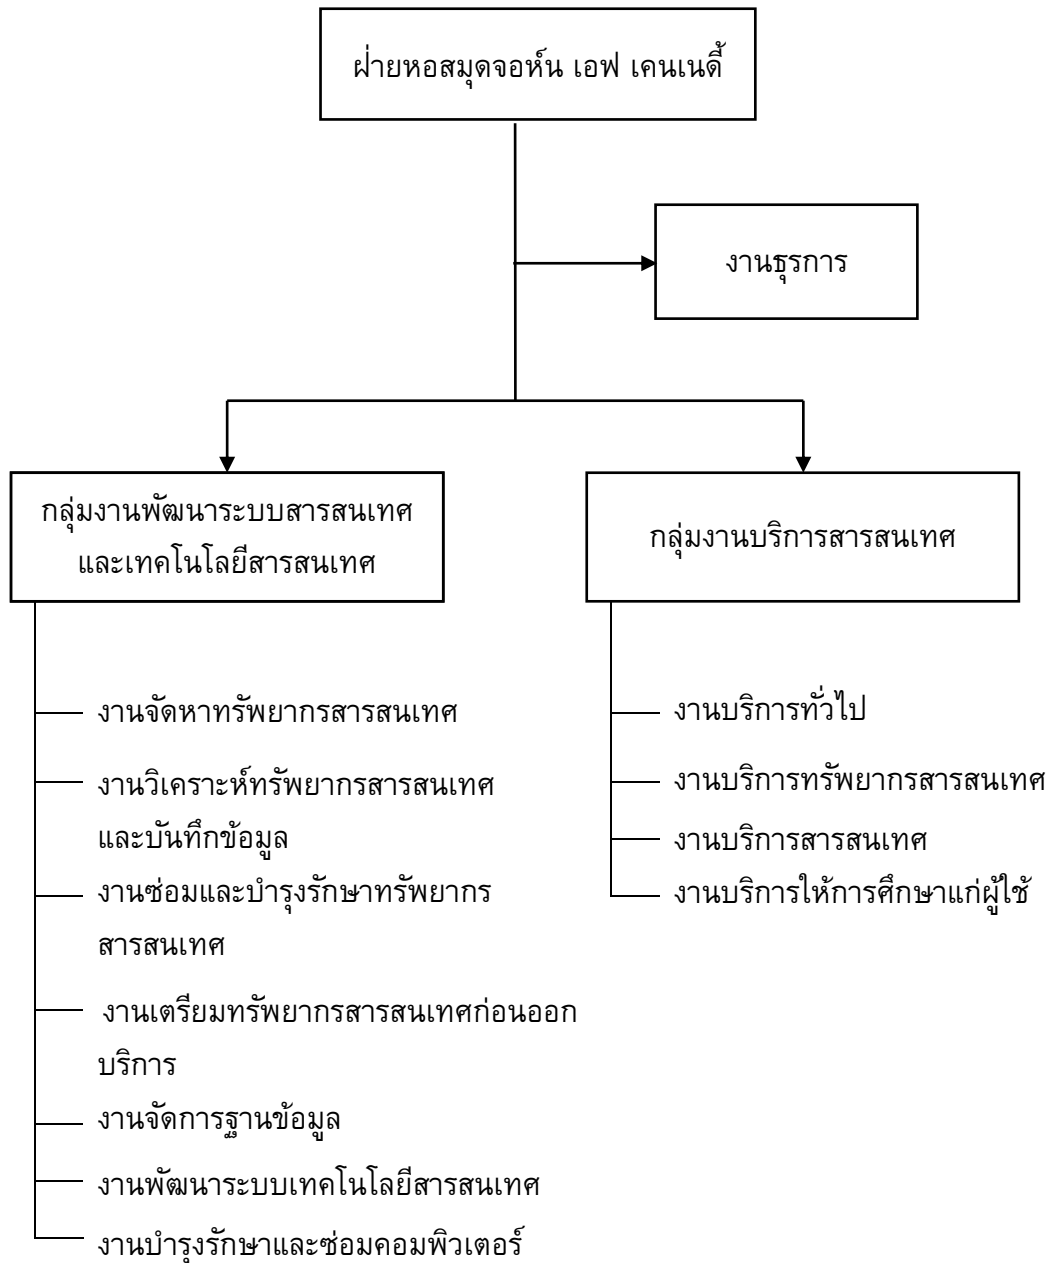 ฝ่ายหอสมุดจอห์น เอฟ เคนเนดี้
งานธุรการ
กลุ่มงานพัฒนาระบบสารสนเทศ
และเทคโนโลยีสารสนเทศ
งานจัดหาทรัพยากรสารสนเทศ
งานวิเคราะห์ทรัพยากรสารสนเทศ
และบันทึกข้อมูล
งานซ่อมและบำรุงรักษาทรัพยากร
สารสนเทศ
งานเตรียมทรัพยากรสารสนเทศก่อนออก
บริการ
งานจัดการฐานข้อมูล
งานพัฒนาระบบเทคโนโลยีสารสนเทศ
งานบำรุงรักษาและซ่อมคอมพิวเตอร์
กลุ่มงานบริการสารสนเทศ
งานบริการทั่วไป
งานบริการทรัพยากรสารสนเทศ
งานบริการสารสนเทศ
งานบริการให้การศึกษาแก่ผู้ใช้